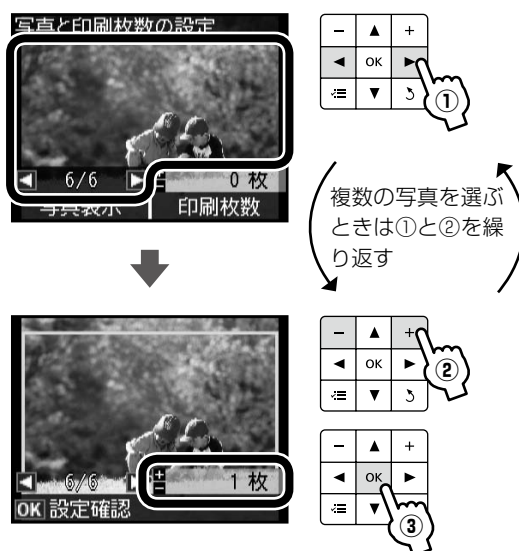 写真と印刷枚数の設定
6/6
0 枚
写真表示
印刷枚数
- +
OK
①
複数の写真を選ぶ
ときは①と②を繰
り返す
6/6
+
-
1 枚
OK 設定確認
- +
OK
②
- +
OK
③